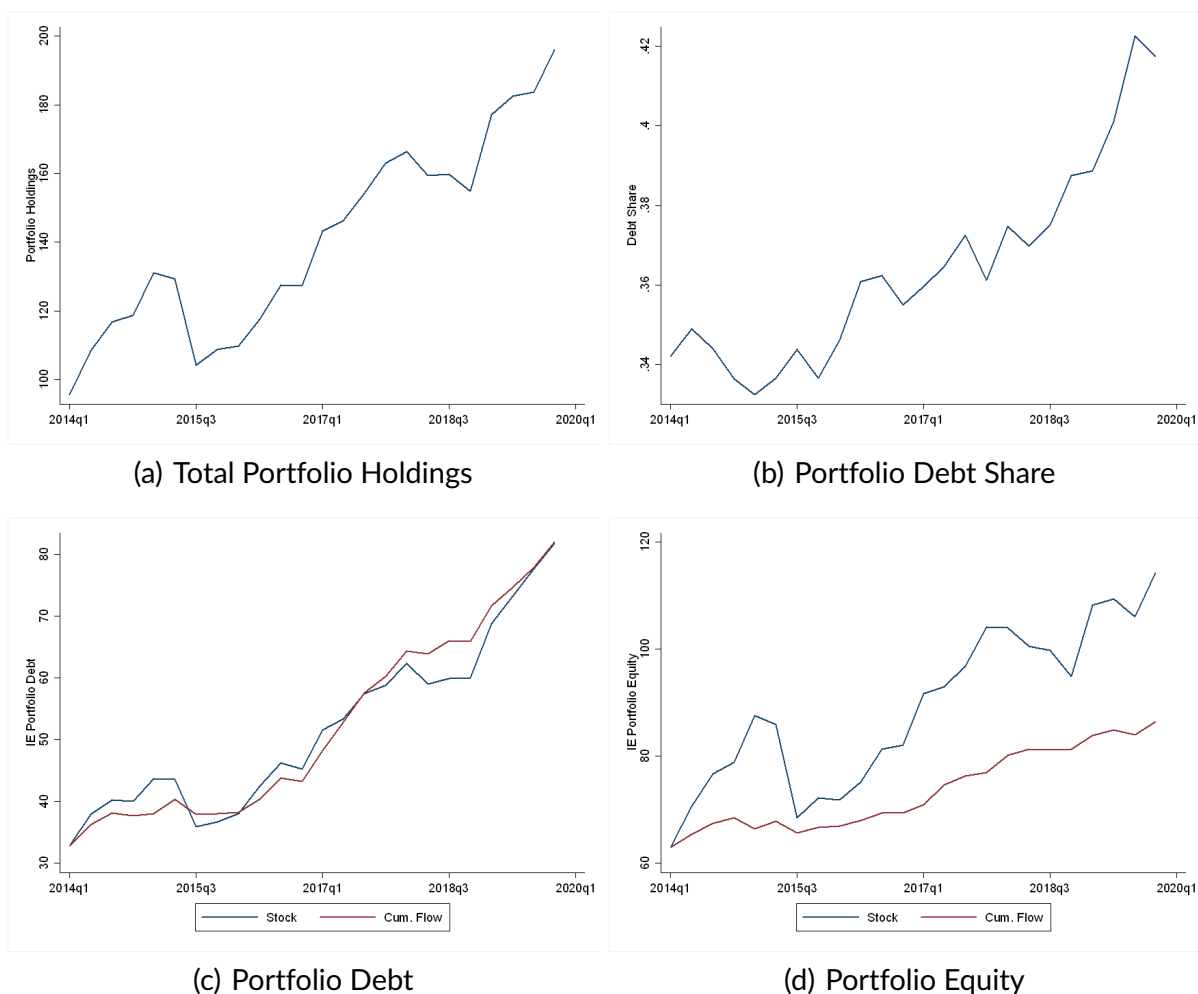 Portfolio Holdings
200
180
160
140
120
100
2014q1 2015q3 2017q1 2018q3 2020q1
(a) Total Portfolio Holdings
Debt Share
.42
.4
.38
.36
.34
2014q1 2015q3 2017q1 2018q3 2020q1
(b) Portfolio Debt Share
IE Portfolio Debt
80
70
60
50
40
30
2014q1 2015q3 2017q1 2018q3 2020q1
Stock Cum. Flow
(c) Portfolio Debt
IE Portfolio Equity
120
100
80
60
2014q1 2015q3 2017q1 2018q3 2020q1
Stock Cum. Flow
(d) Portfolio Equity